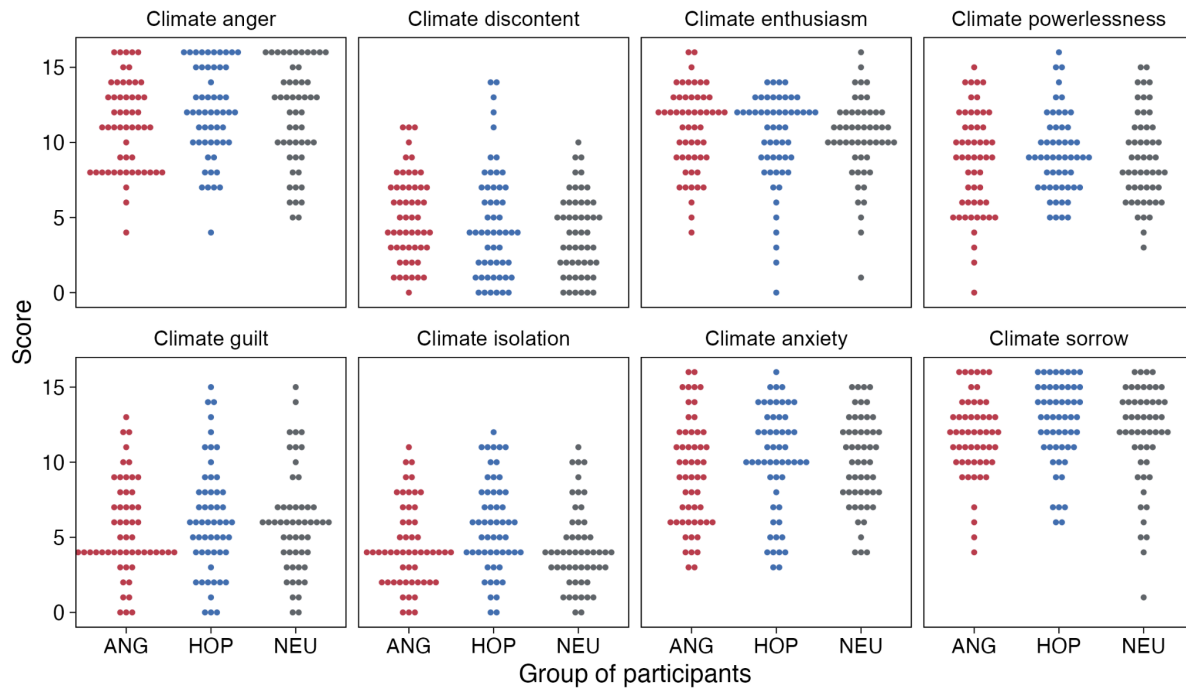 Climate anger Climate discontent Climate enthusiasm Climate powerlessness
15
10
5
0
Score
Climate guilt Climate isolation Climate anxiety Climate sorrow
15
10
5
0
ANG HOP NEU ANG HOP NEU ANG HOP NEU ANG HOP NEU
Group of participants